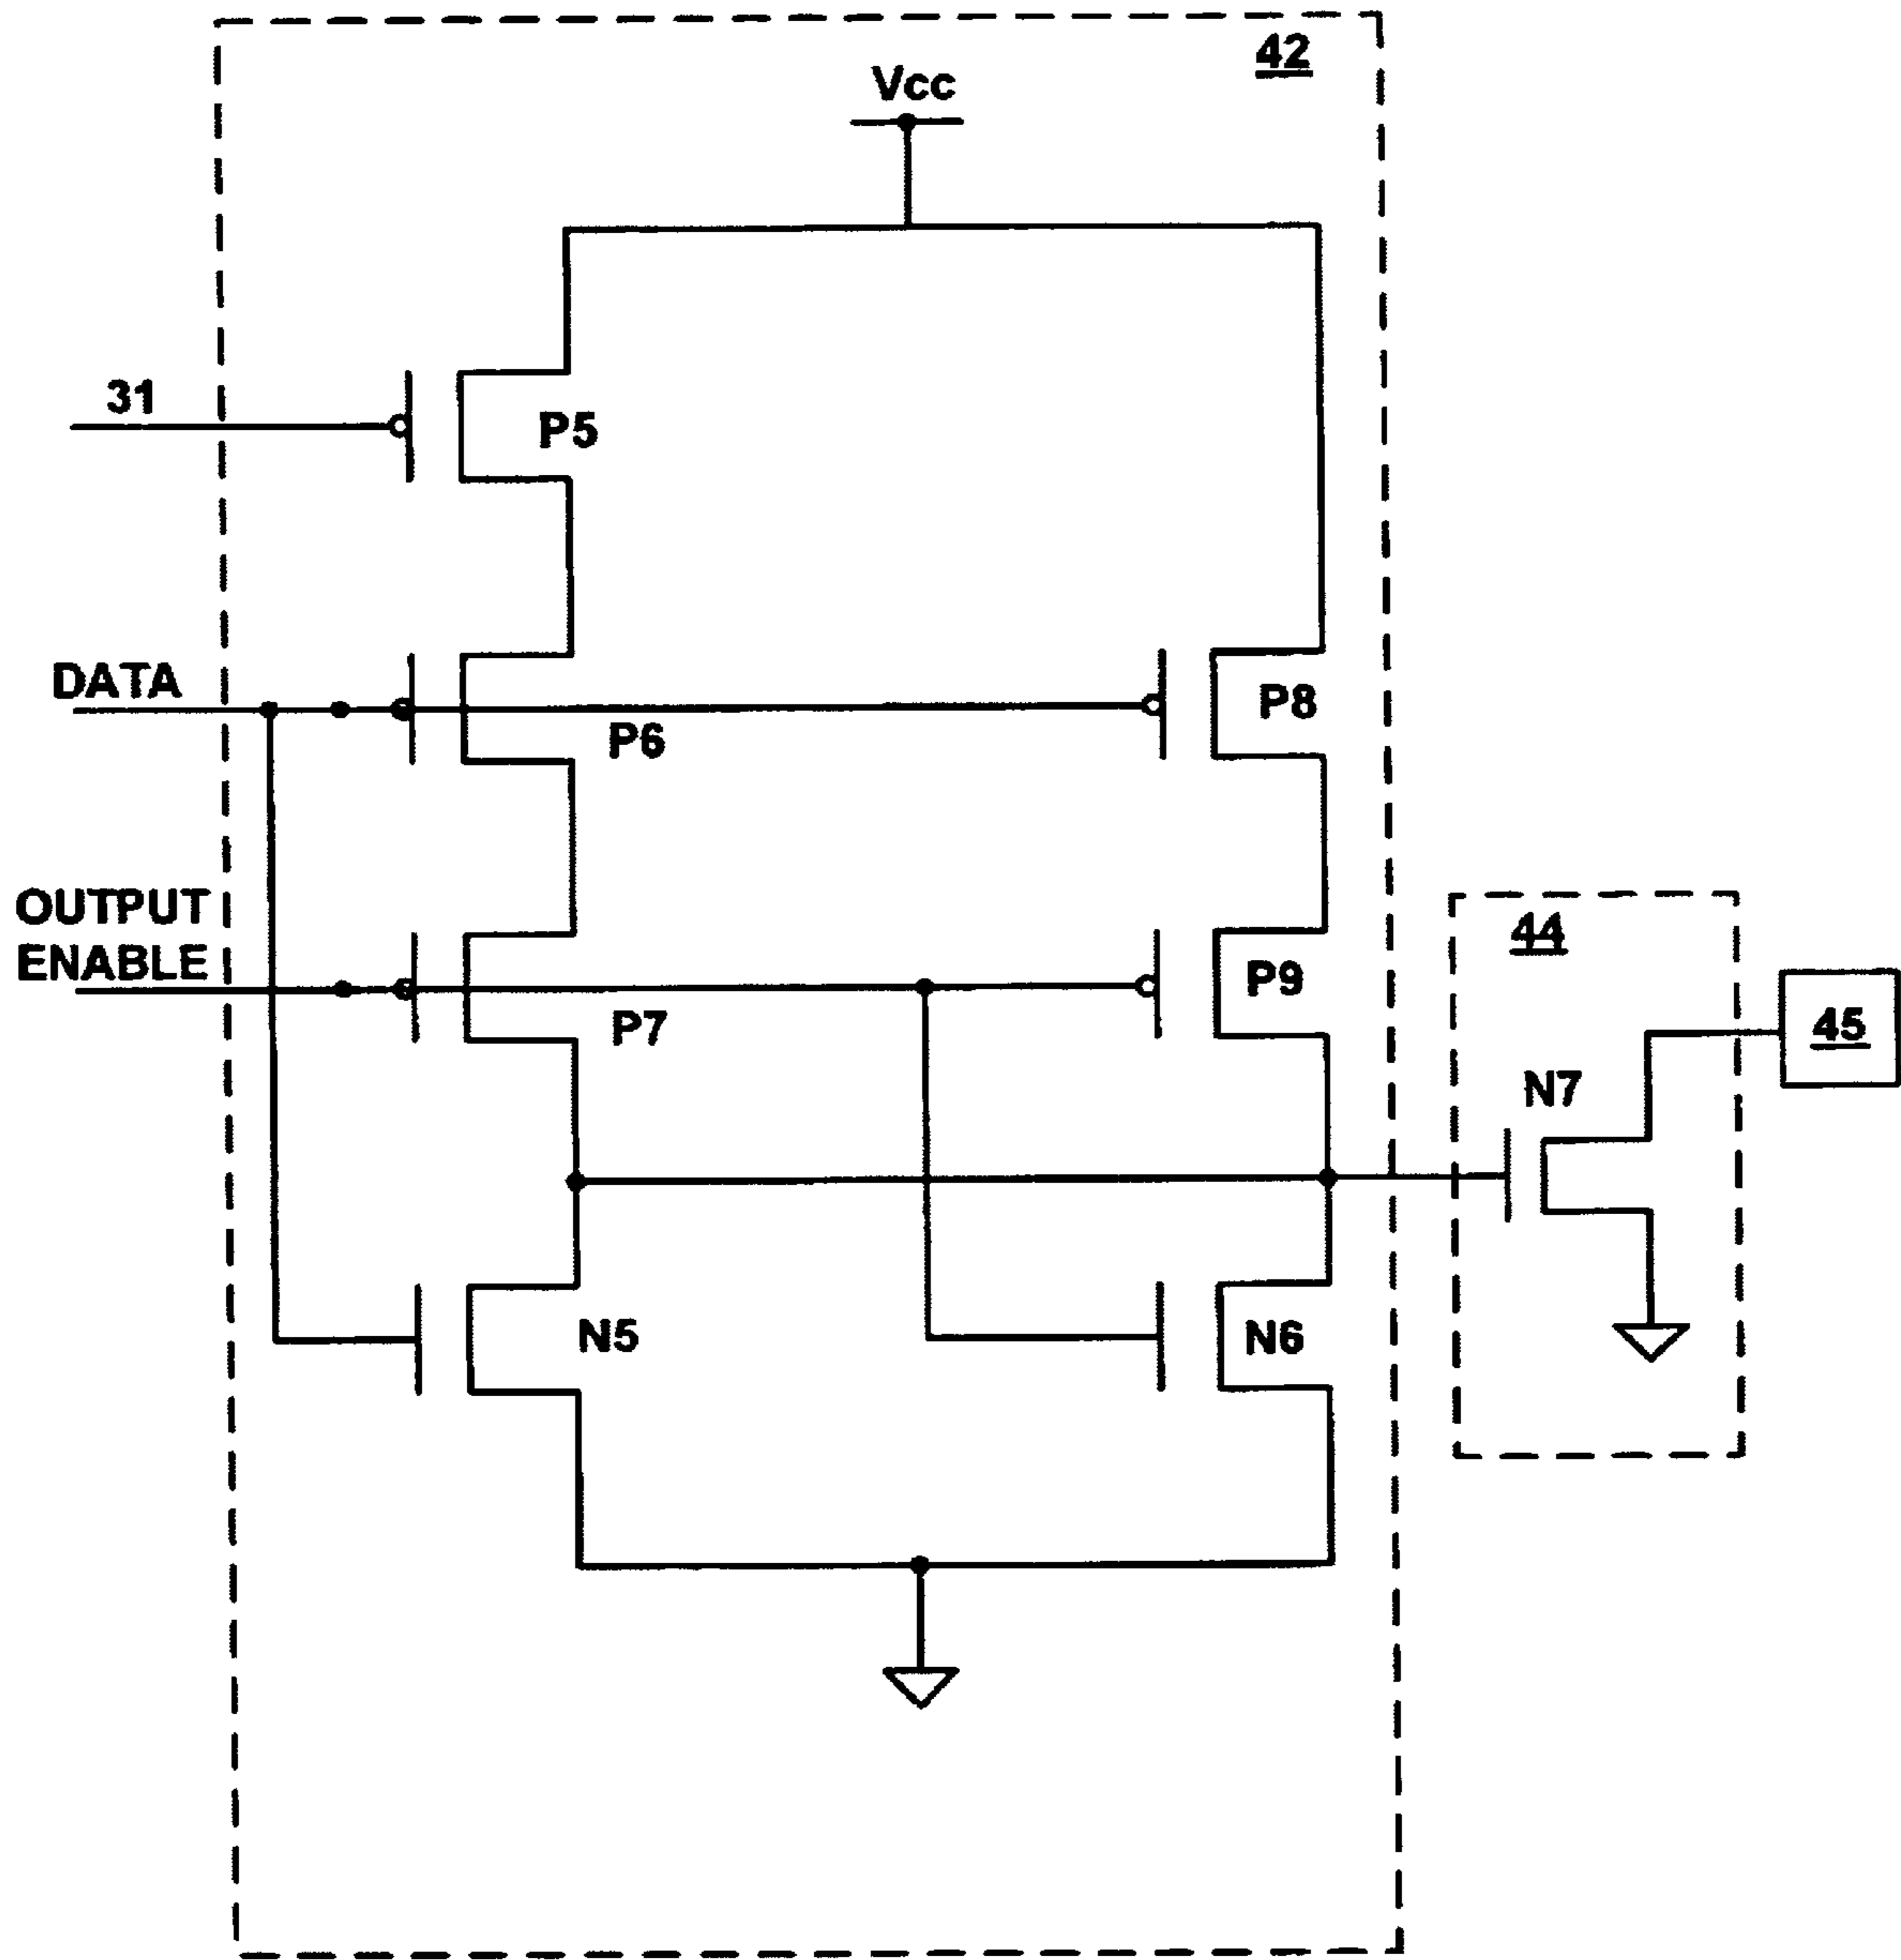 42
Vcc
31
P5
DATA
P6
P8
OUTPUT
ENABLE
P7
P9
44
45
N7
N5
N6